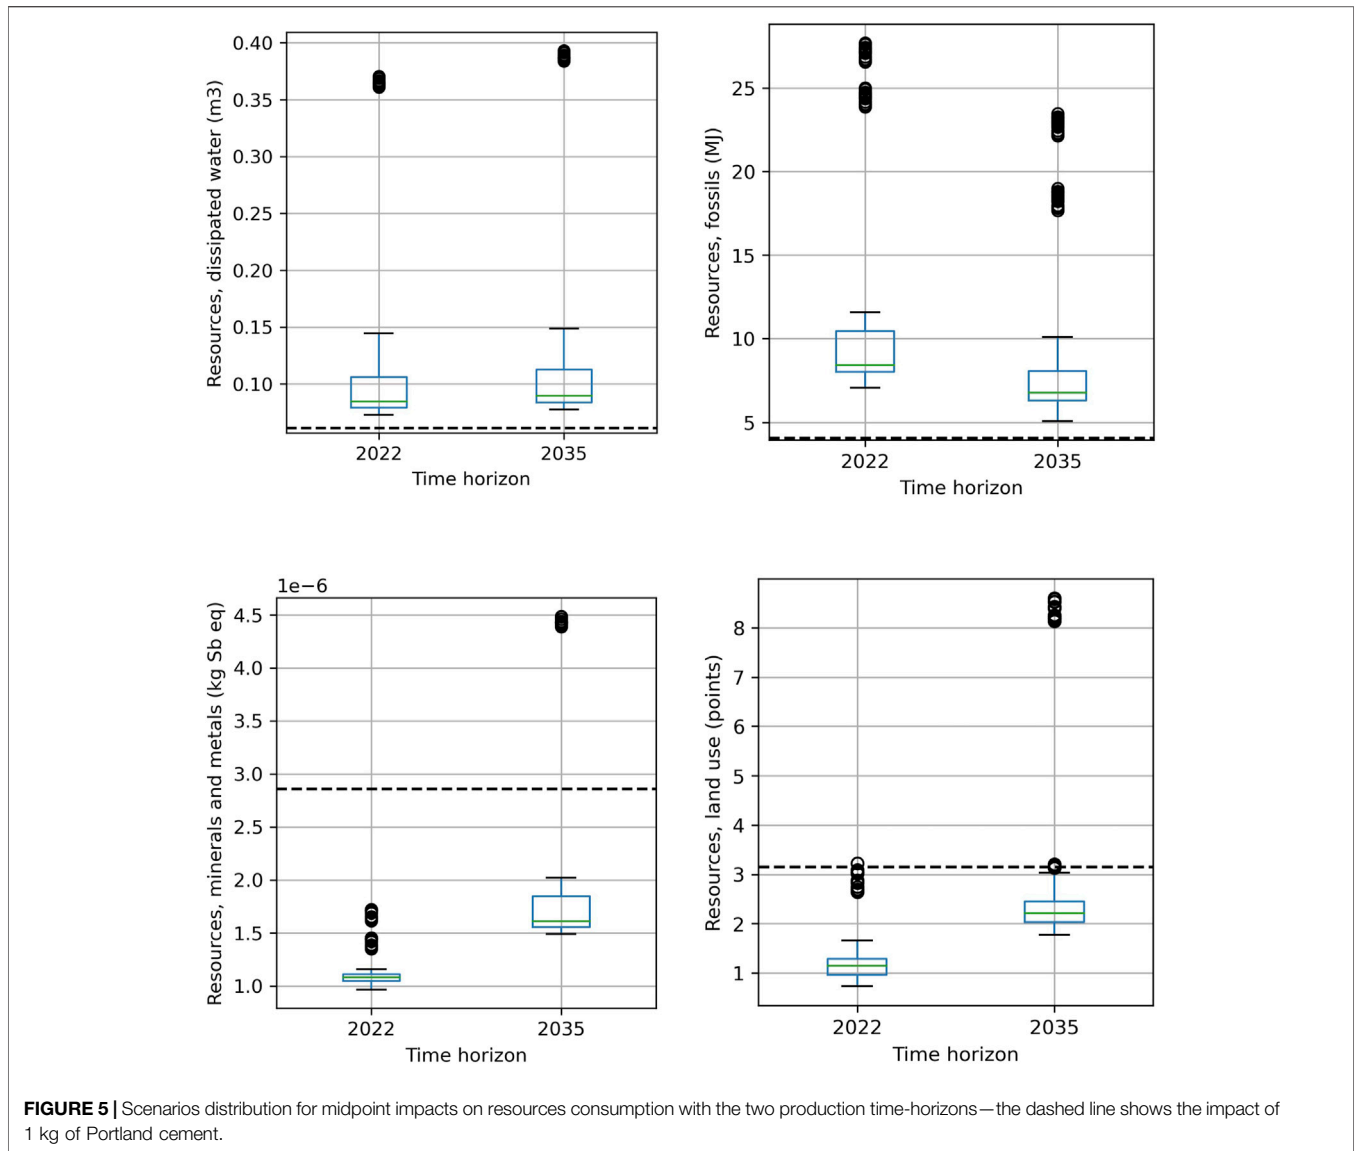 0.40
0.35
0.30
0.25
0.20
0.15
0.10
Resources, dissipated water (m3)
2022 2035
Time horizon
25
20
15
10
5
Resources, fossils (MJ)
2022 2035
Time horizon
1e−6
4.5
4.0
3.5
3.0
2.5
2.0
1.5
1.0
Resources, minerals and metals (kg Sb eq)
2022 2035
Time horizon
8
7
6
5
4
3
2
1
Resources, land use (points)
2022 2035
Time horizon
FIGURE 5 | Scenarios distribution for midpoint impacts on resources consumption with the two production time-horizons—the dashed line shows the impact of
1 kg of Portland cement.